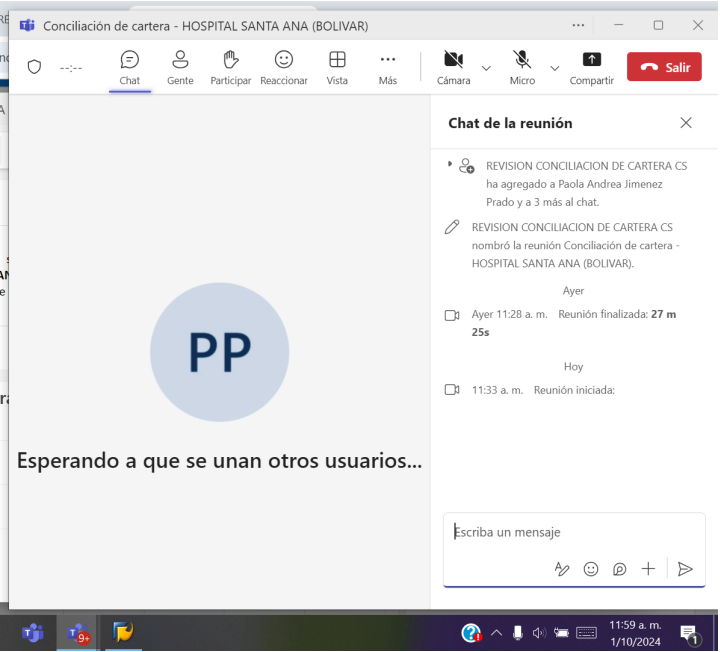 Conciliación de cartera - HOSPITAL SANTA ANA (BOLIVAR)
--:--
Chat
Gente
Participar
Reaccionar
Vista
Más
Cámara
Micro
Compartir
Salir
Chat de la reunión
REVISION CONCILIACION DE CARTERA CS
ha agregado a Paola Andrea Jimenez
Prado y a 3 más al chat.
REVISION CONCILIACION DE CARTERA CS
nombró la reunión Conciliación de cartera -
HOSPITAL SANTA ANA (BOLIVAR).
Ayer
Ayer 11:28 a. m. Reunión finalizada: 27 m
25s
Hoy
11:33 a. m. Reunión iniciada:
PP
Esperando a que se unan otros usuarios...
Escriba un mensaje
9+
11:59 a. m.
1/10/2024
1